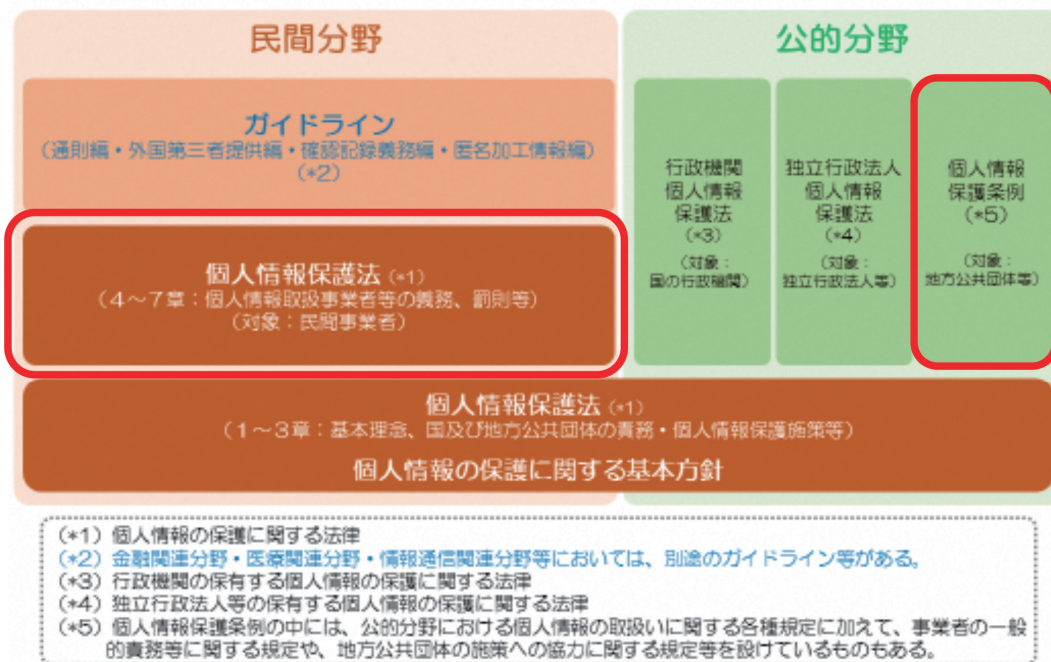 民間分野
公的分野
ガイドライン
（通則編・外国第三者提供編・確認記録義務編・匿名加工情報編）
（*2）
個人情報保護法（*1）
（4～7章：個人情報取扱事業者等の義務、罰則等）
（対象：民間事業者）
行政機関
個人情報
保護法
（*3）
（対象：
国の行政機関）
独立行政法人
個人情報
保護法
（*4）
（対象：
独立行政法人等）
個人情報
保護条例
（*5）
（対象：
地方公共団体等）
個人情報保護法（*1）
（1～3章：基本理念、国及び地方公共団体の責務・個人情報保護施策等）
個人情報の保護に関する基本方針
（*1）個人情報の保護に関する法律
（*2）金融関連分野・医療関連分野・情報通信関連分野等においては、別途のガイドライン等がある。
（*3）行政機関の保有する個人情報の保護に関する法律
（*4）独立行政法人等の保有する個人情報の保護に関する法律
（*5）個人情報保護条例の中には、公的分野における個人情報の取扱いに関する各種規定に加えて、事業者の一般
的責務等に関する規定や、地方公共団体の施策への協力に関する規定等を設けているものもある。